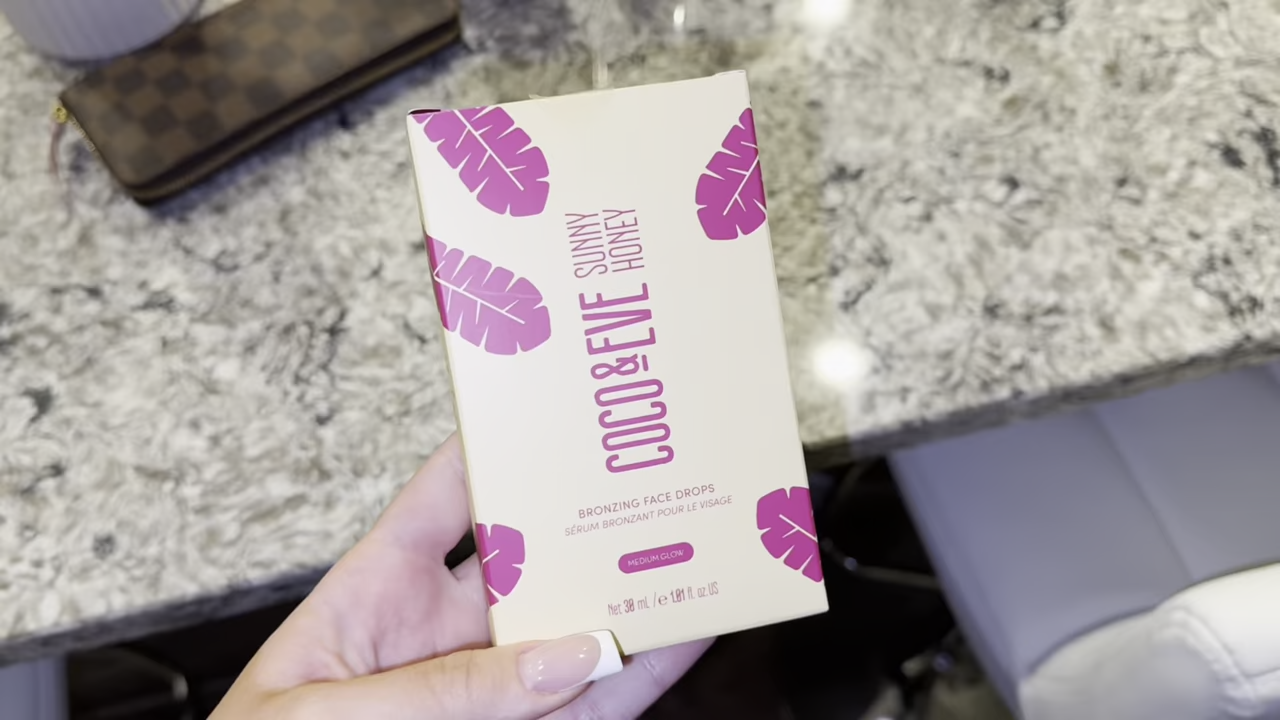 COCO & EVE
SUNNY
HONEY
BRONZING FACE DROPS
SÉRUM BRONZANT POUR LE VISAGE
MEDIUM GLOW
Net 30 mL / ℮ 1.01 fl. oz US